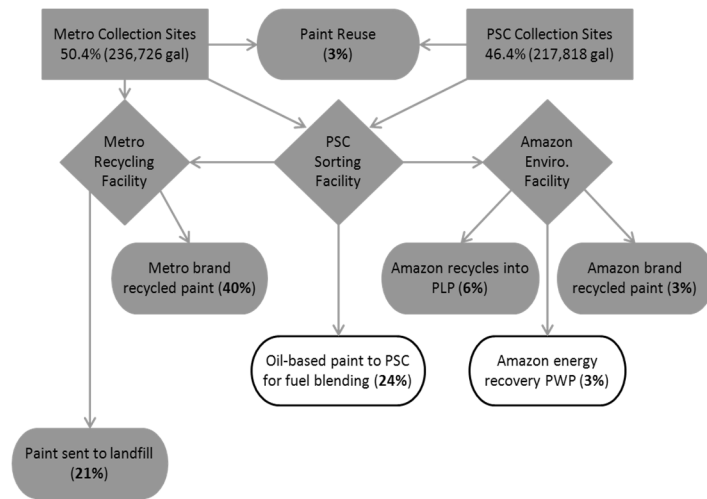 Metro Collection Sites
50.4% (236,726 gal)
Paint Reuse
(3%)
PSC Collection Sites
46.4% (217,818 gal)
Metro
Recycling
Facility
PSC
Sorting
Facility
Amazon
Enviro.
Facility
Metro brand
recycled paint (40%)
Amazon recycles into
PLP (6%)
Amazon brand
recycled paint (3%)
Oil-based paint to PSC
for fuel blending (24%)
Amazon energy
recovery PWP (3%)
Paint sent to landfill
(21%)